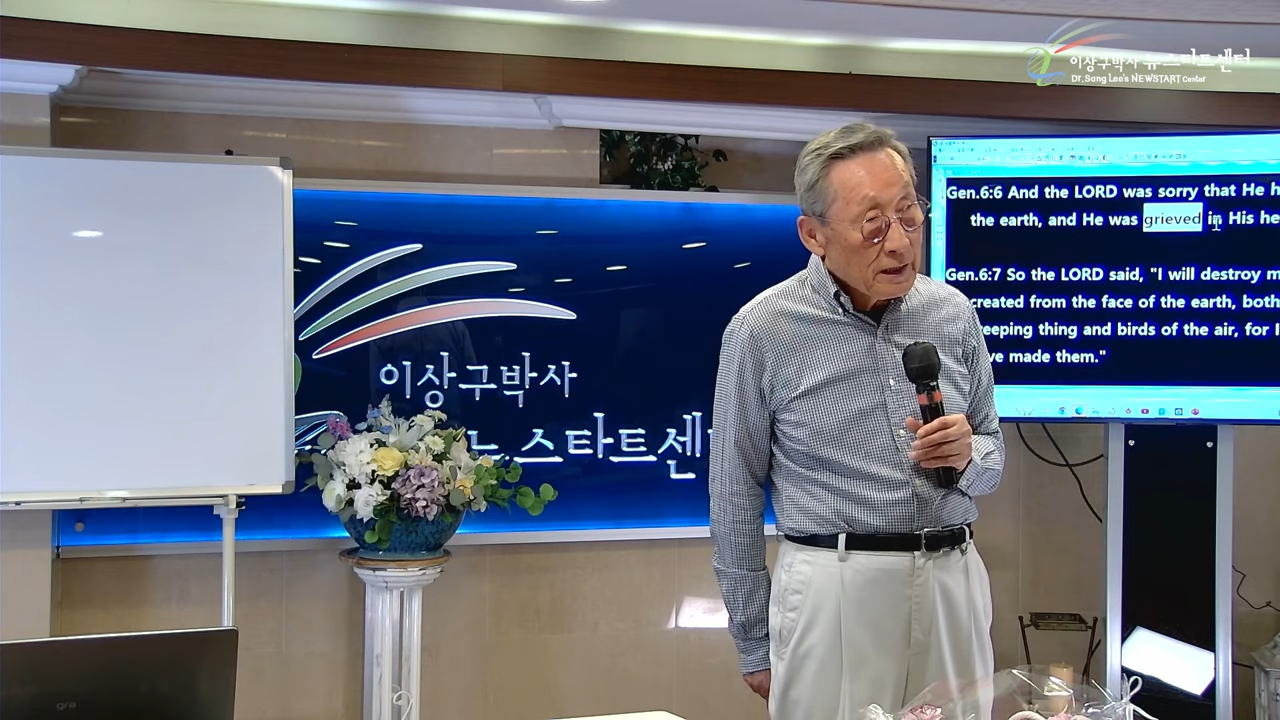 이상구박사 뉴스타트센터
Dr. Sang Lee's NEWSTART Center
Gen.6:6 And the LORD was sorry that He h
the earth, and He was grieved in His he
Gen.6:7 So the LORD said, "I will destroy m
created from the face of the earth, both
eeping thing and birds of the air, for I
ve made them."
이상구박사
뉴스타트센
gra